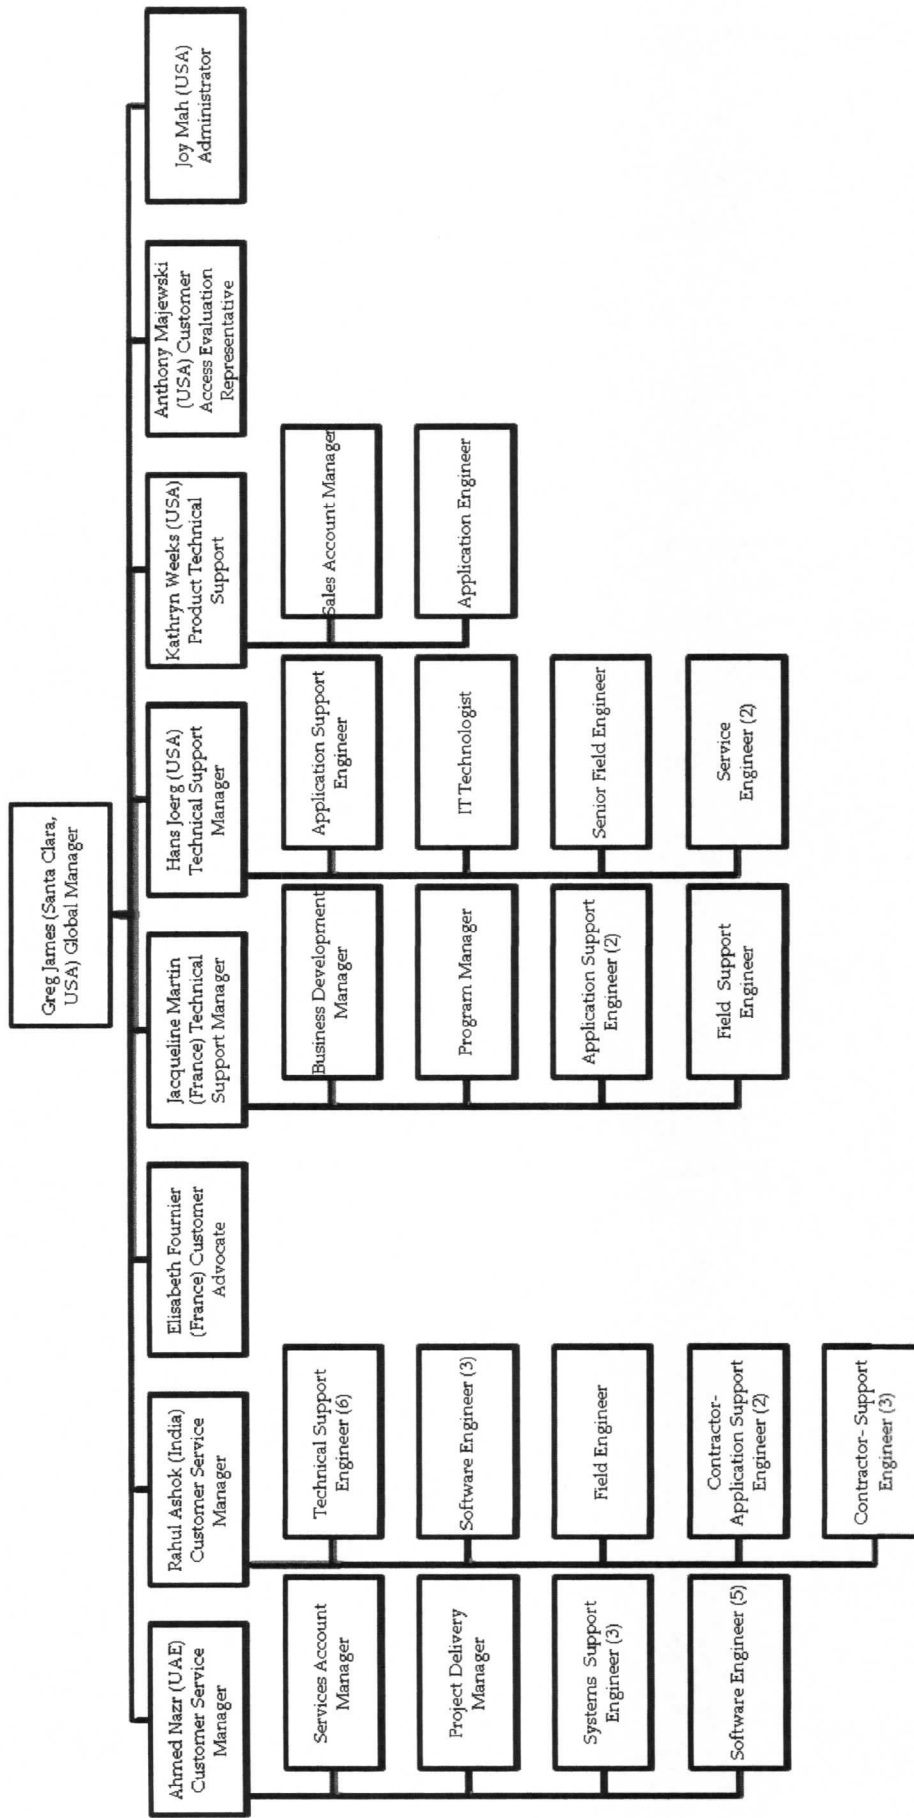 Greg James (Santa Clara,
USA) Global Manager
Ahmed Nazr (UAE)
Customer Service
Manager
Services Account
Manager
Project Delivery
Manager
Systems Support
Engineer (3)
Software Engineer (5)
Rahul Ashok (India)
Customer Service
Manager
Technical Support
Engineer (6)
Software Engineer (3)
Field Engineer
Contractor-
Application Support
Engineer (2)
Contractor- Support
Engineer (3)
Elisabeth Fournier
(France) Customer
Advocate
Jacqueline Martin
(France) Technical
Support Manager
Business Development
Manager
Program Manager
Application Support
Engineer (2)
Field Support
Engineer
Hans Joerg (USA)
Technical Support
Manager
Application Support
Engineer
IT Technologist
Senior Field Engineer
Service
Engineer (2)
Kathryn Weeks (USA)
Product Technical
Support
Sales Account Manager
Application Engineer
Anthony Majewski
(USA) Customer
Access Evaluation
Representative
Joy Mah (USA)
Administrator